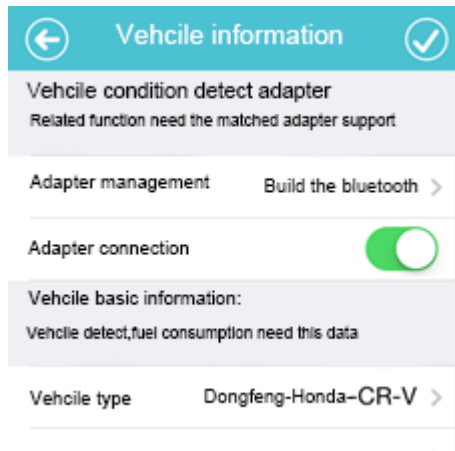 Vehcile information
Vehcile condition detect adapter
Related function need the matched adapter support
Adapter management Build the bluetooth >
Adapter connection
Vehcile basic information:
Vehcile detect,fuel consumption need this data
Vehcile type Dongfeng-Honda-CR-V >